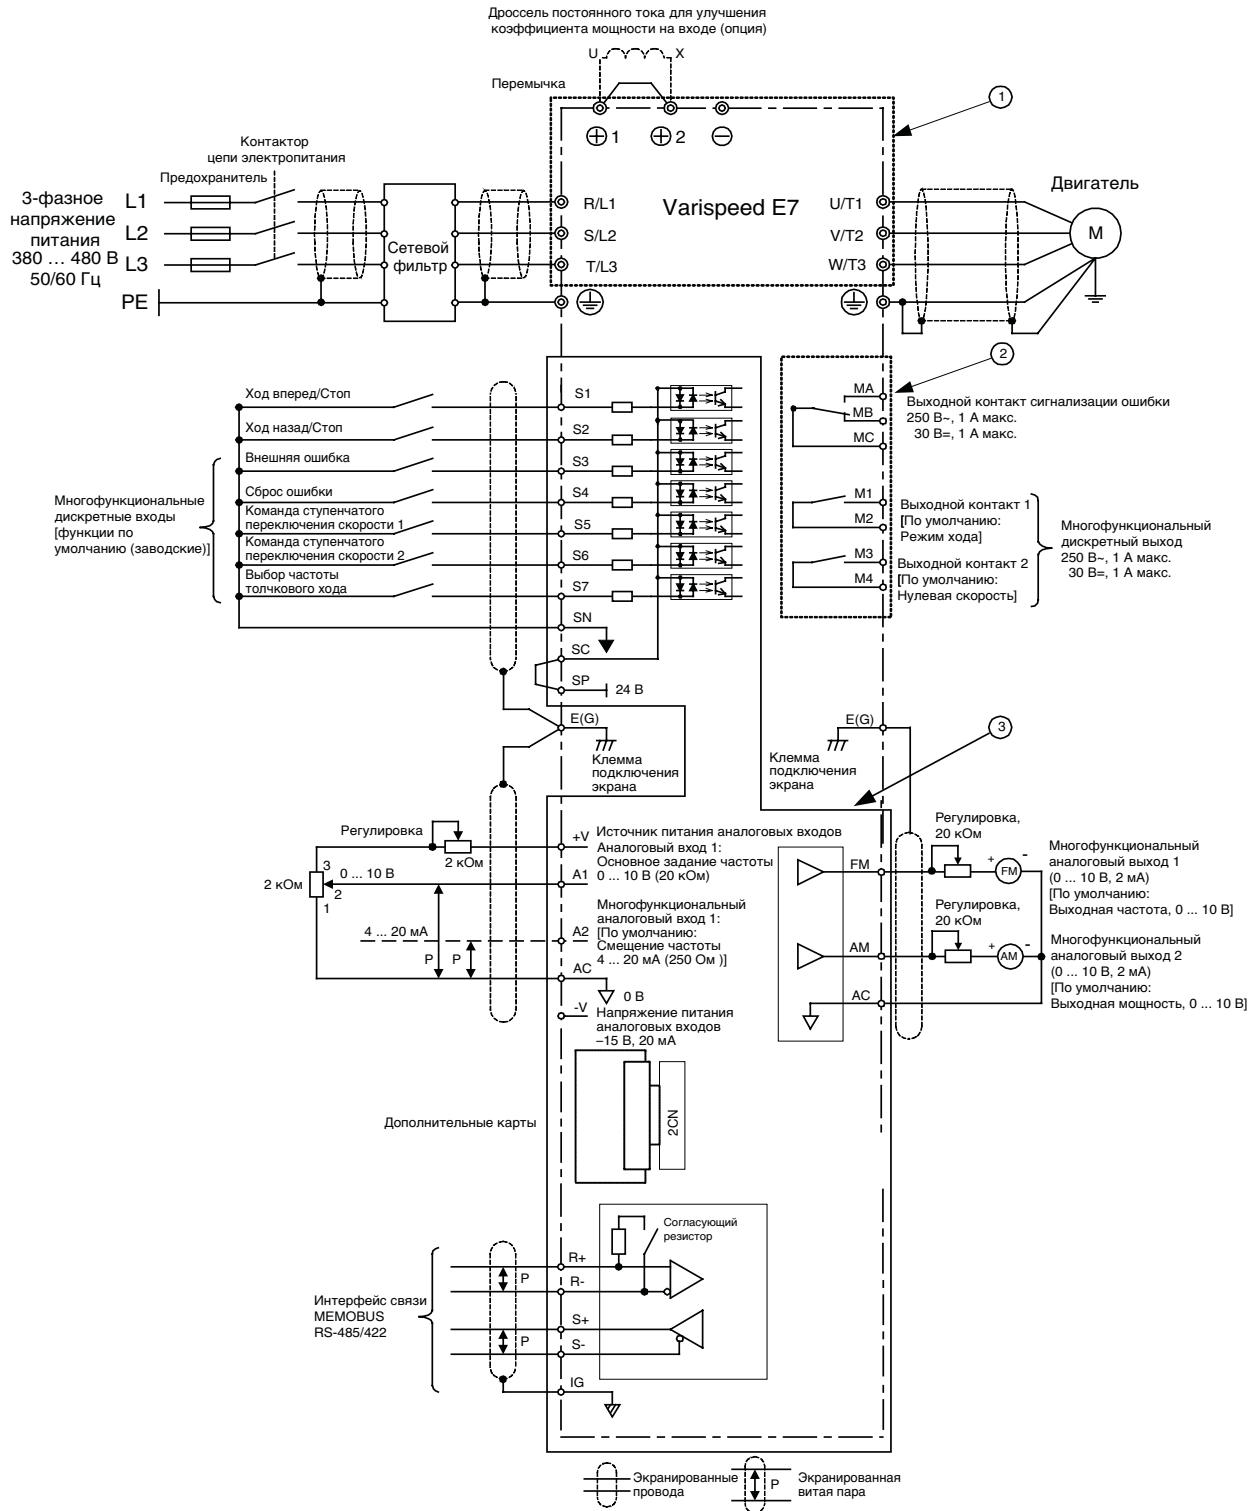 Дроссель постоянного тока для улучшения
коэффициента мощности на входе (опция)
U
X
Перемычка
1
1
2
Контактор
цепи электропитания
Предохранитель
3-фазное
напряжение
питания
380 ... 480 В
50/60 Гц
L1
L2
L3
PE
Сетевой
фильтр
R/L1
S/L2
T/L3
Varispeed E7
U/T1
V/T2
W/T3
Двигатель
M
2
Ход вперед/Стоп
Ход назад/Стоп
Внешняя ошибка
Сброс ошибки
Команда ступенчатого
переключения скорости 1
Команда ступенчатого
переключения скорости 2
Выбор частоты
толчкового хода
Многофункциональные
дискретные входы
[функции по
умолчанию (заводские)]
S1
S2
S3
S4
S5
S6
S7
SN
SC
SP
24 В
E(G)
Клемма
подключения
экрана
MA
MB
MC
Выходной контакт сигнализации ошибки
250 В~, 1 А макс.
30 В=, 1 А макс.
M1
M2
Выходной контакт 1
[По умолчанию:
Режим хода]
M3
M4
Выходной контакт 2
[По умолчанию:
Нулевая скорость]
Многофункциональный
дискретный выход
250 В~, 1 А макс.
30 В=, 1 А макс.
E(G)
Клемма
подключения
экрана
3
Регулировка
2 кОм
2 кОм
3
2
1
0 ... 10 В
4 ... 20 мА
P
P
+V
Источник питания аналоговых входов
A1
Аналоговый вход 1:
Основное задание частоты
0 ... 10 В (20 кОм)
A2
Многофункциональный
аналоговый вход 1:
[По умолчанию:
Смещение частоты
4 ... 20 мА (250 Ом )]
AC
0 В
-V
Напряжение питания
аналоговых входов
–15 В, 20 мА
FM
AM
AC
Регулировка,
20 кОм
+
FM
-
Регулировка,
20 кОм
+
AM
-
Многофункциональный
аналоговый выход 1
(0 ... 10 В, 2 мА)
[По умолчанию:
Выходная частота, 0 ... 10 В]
Многофункциональный
аналоговый выход 2
(0 ... 10 В, 2 мА)
[По умолчанию:
Выходная мощность, 0 ... 10 В]
Дополнительные карты
2CN
Согласующий
резистор
R+
R-
S+
S-
IG
P
P
Интерфейс связи
MEMOBUS
RS-485/422
Экранированные
провода
P
Экранированная
витая пара